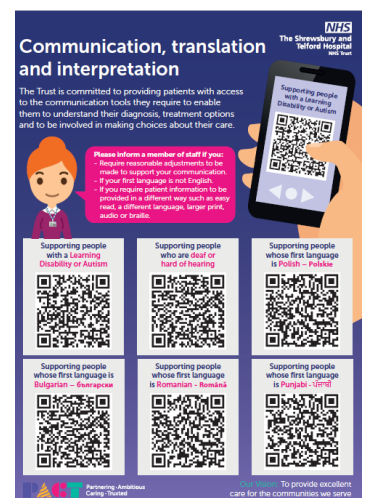 NHS
The Shrewsbury and
Telford Hospital
NHS Trust
Communication, translation
and interpretation
The Trust is committed to providing patients with access
to the communication tools they require to enable
them to understand their diagnosis, treatment options
and to be involved in making choices about their care.
Supporting people
with a Learning
Disability or Autism
Please inform a member of staff if you:
- Require reasonable adjustments to be
made to support your communication.
- If your first language is not English.
- If you require patient information to be
provided in a different way such as easy
read, a different language, larger print,
audio or braille.
Supporting people
with a Learning
Disability or Autism
Supporting people
who are deaf or
hard of hearing
Supporting people
whose first language
is Polish – Polskie
Supporting people
whose first language is
Bulgarian – български
Supporting people
whose first language
is Romanian - Română
Supporting people
whose first language
is Punjabi - ਪੰਜਾਬੀ
PACT
Partnering · Ambitious
Caring · Trusted
Our Vision: To provide excellent
care for the communities we serve